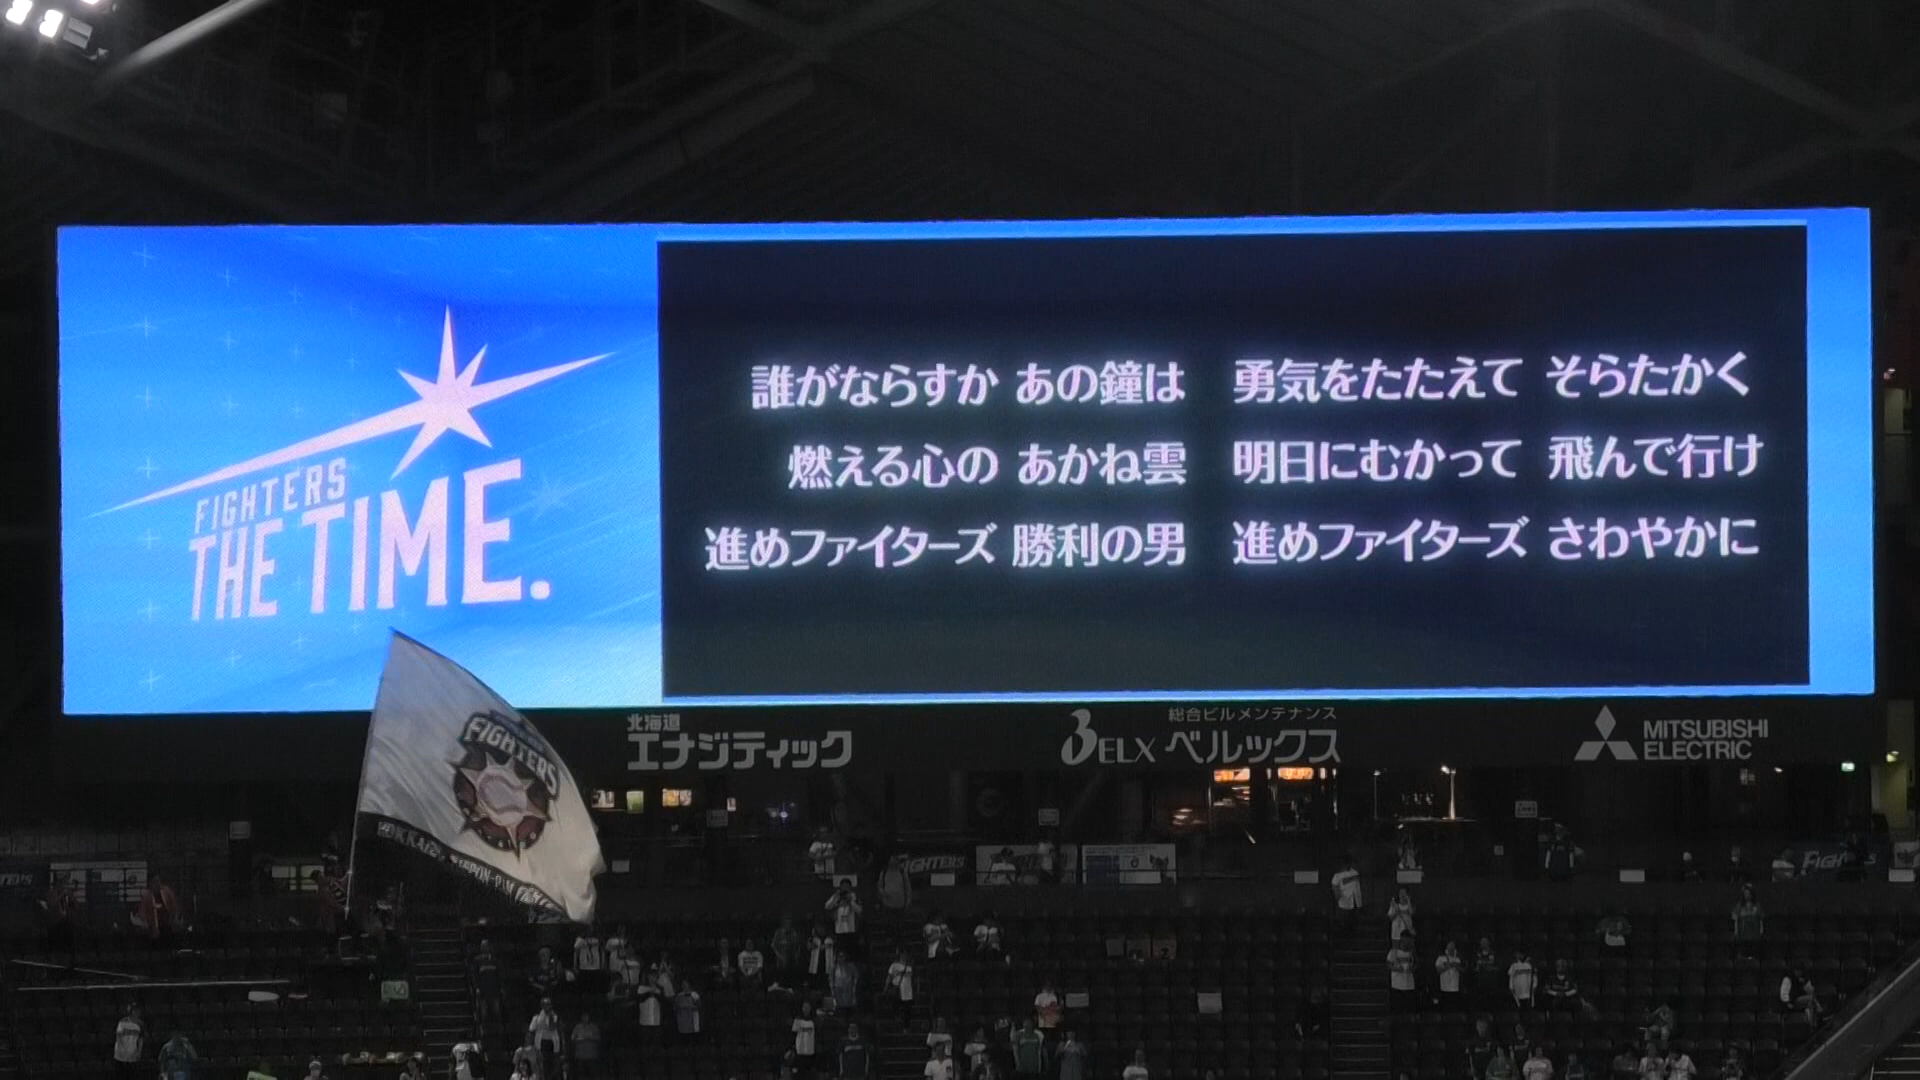 誰がならすか あの鐘は 勇気をたたえて そらたかく
燃える心の あかね雲 明日にむかって 飛んで行け
進めファイターズ 勝利の男 進めファイターズ さわやかに
FIGHTERS
THE TIME.
北海道
エナジティック
BELX 総合ビルメンテナンス
ベルックス
MITSUBISHI
ELECTRIC
FIGHTERS
FIGHTERS